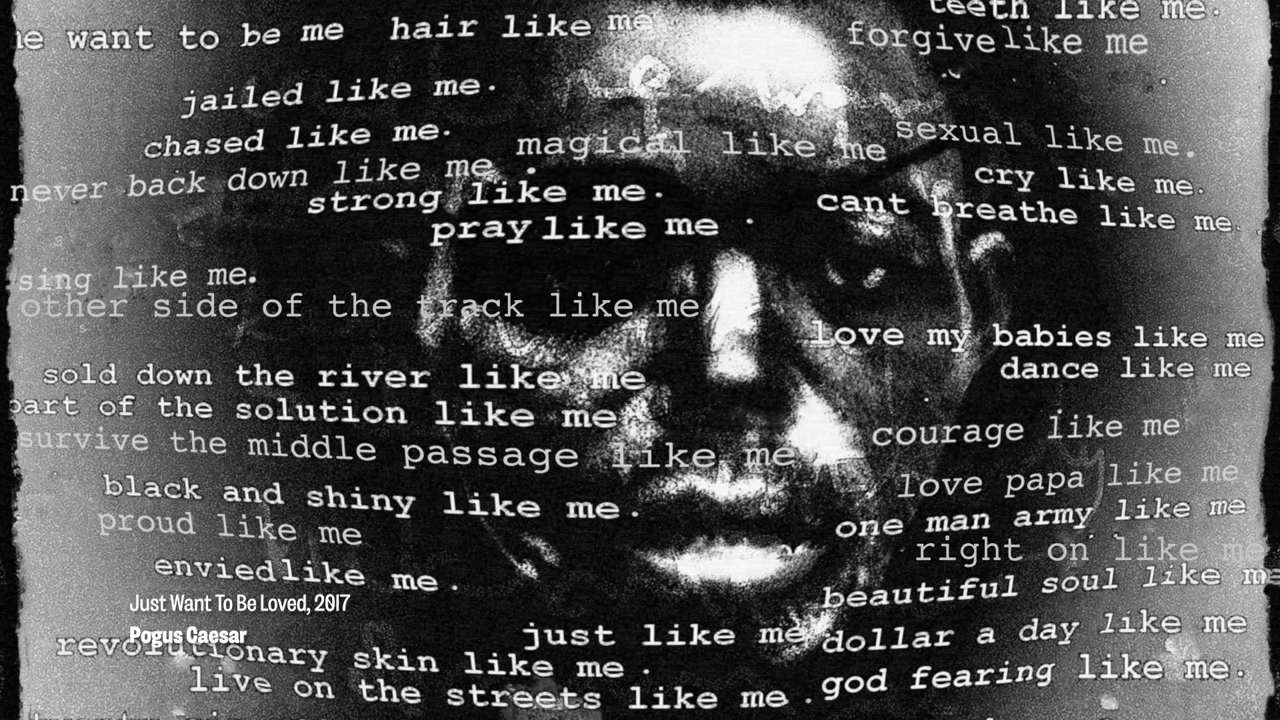 want to be me hair like me
teeth like me.
forgive like me
jailed like me.
chased like me.
magical like me
sexual like me.
never back down like me
strong like me.
cry like me.
cant breathe like me.
pray like me
sing like me.
other side of the track like me
love my babies like me
dance like me
sold down the river like me
part of the solution like me
courage like me
survive the middle passage like me
love papa like me
black and shiny like me.
one man army like me
proud like me
right on like me
envied like me.
beautiful soul like me
Just Want To Be Loved, 2017
Pogus Caesar
just like me
dollar a day like me
revolutionary skin like me.
god fearing like me.
live on the streets like me.